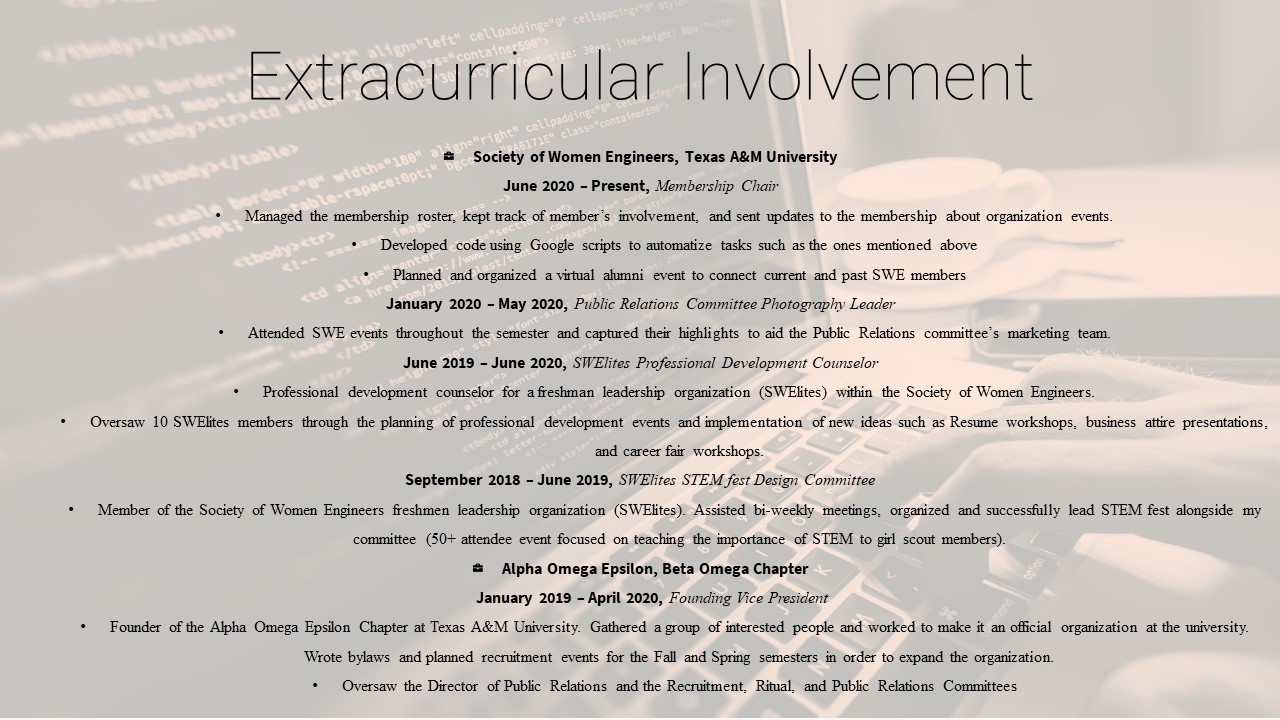 Extracurricular Involvement
Society of Women Engineers, Texas A&M University
June 2020 – Present, Membership Chair
• Managed the membership roster, kept track of member’s involvement, and sent updates to the membership about organization events.
• Developed code using Google scripts to automatize tasks such as the ones mentioned above
• Planned and organized a virtual alumni event to connect current and past SWE members
January 2020 – May 2020, Public Relations Committee Photography Leader
• Attended SWE events throughout the semester and captured their highlights to aid the Public Relations committee’s marketing team.
June 2019 – June 2020, SWElites Professional Development Counselor
• Professional development counselor for a freshman leadership organization (SWElites) within the Society of Women Engineers.
• Oversaw 10 SWElites members through the planning of professional development events and implementation of new ideas such as Resume workshops, business attire presentations,
and career fair workshops.
September 2018 – June 2019, SWElites STEM fest Design Committee
• Member of the Society of Women Engineers freshmen leadership organization (SWElites). Assisted bi-weekly meetings, organized and successfully lead STEM fest alongside my
committee (50+ attendee event focused on teaching the importance of STEM to girl scout members).
Alpha Omega Epsilon, Beta Omega Chapter
January 2019 – April 2020, Founding Vice President
• Founder of the Alpha Omega Epsilon Chapter at Texas A&M University. Gathered a group of interested people and worked to make it an official organization at the university.
Wrote bylaws and planned recruitment events for the Fall and Spring semesters in order to expand the organization.
• Oversaw the Director of Public Relations and the Recruitment, Ritual, and Public Relations Committees